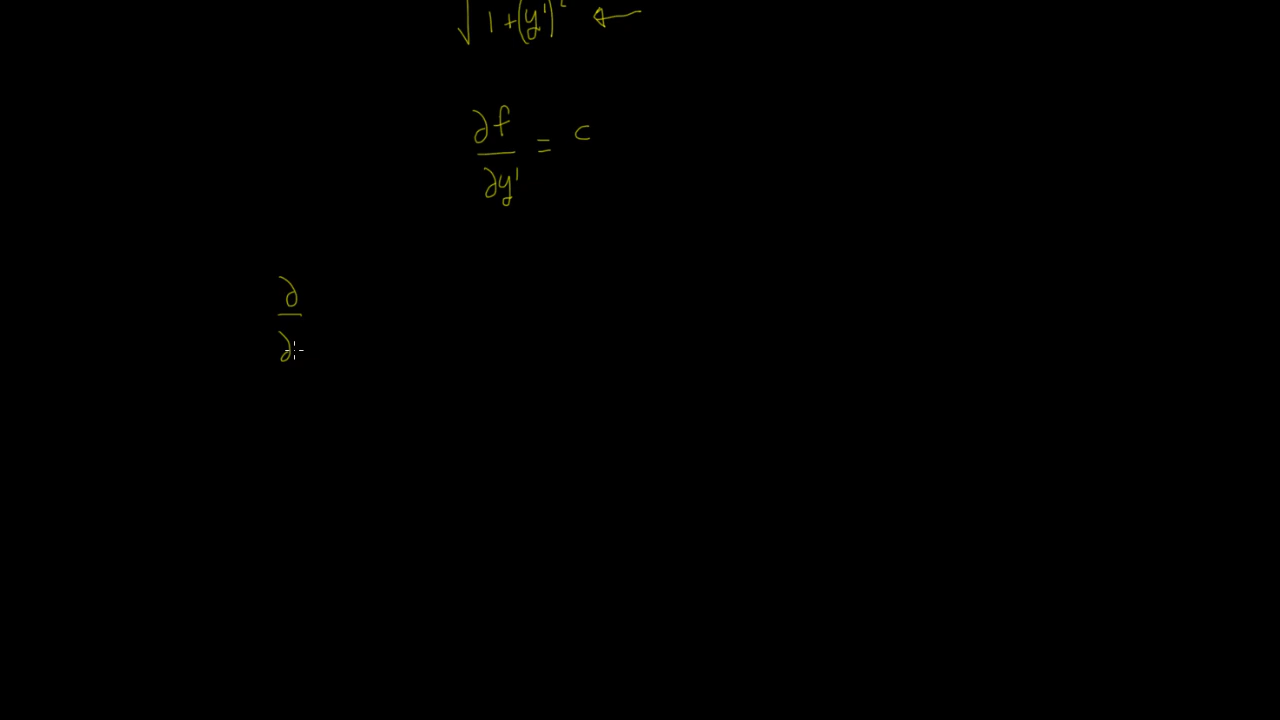 √1+(y')²
∂f/∂y' = c
∂/∂